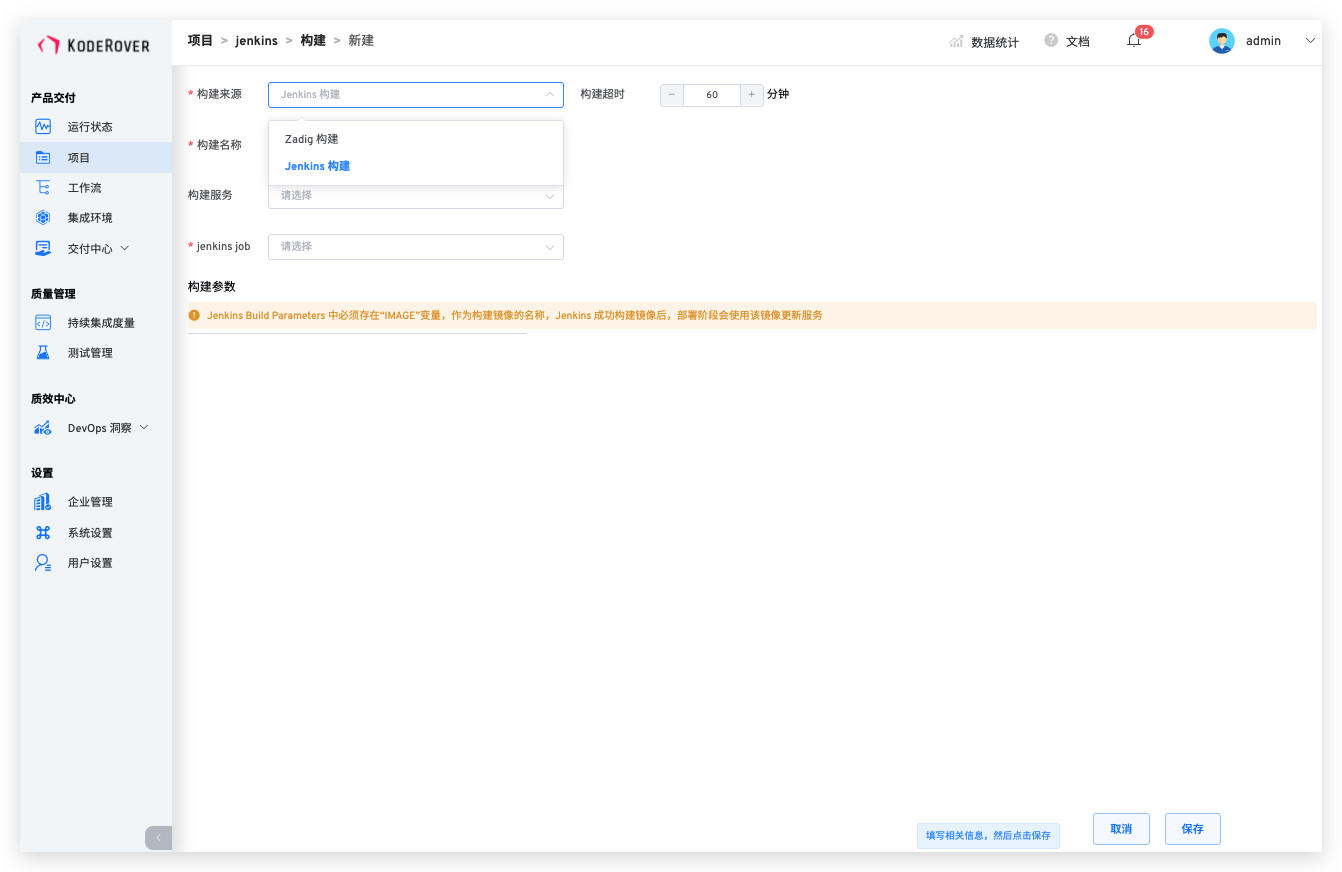 KODEROVER
项目 > jenkins > 构建 > 新建
数据统计
文档
16
admin
产品交付
运行状态
项目
工作流
集成环境
交付中心
质量管理
持续集成度量
测试管理
质效中心
DevOps 洞察
设置
企业管理
系统设置
用户设置
* 构建来源
Jenkins 构建
构建超时
− 60 + 分钟
Zadig 构建
Jenkins 构建
* 构建名称
构建服务
请选择
* jenkins job
请选择
构建参数
Jenkins Build Parameters 中必须存在“IMAGE”变量，作为构建镜像的名称，Jenkins 成功构建镜像后，部署阶段会使用该镜像更新服务
填写相关信息，然后点击保存
取消
保存